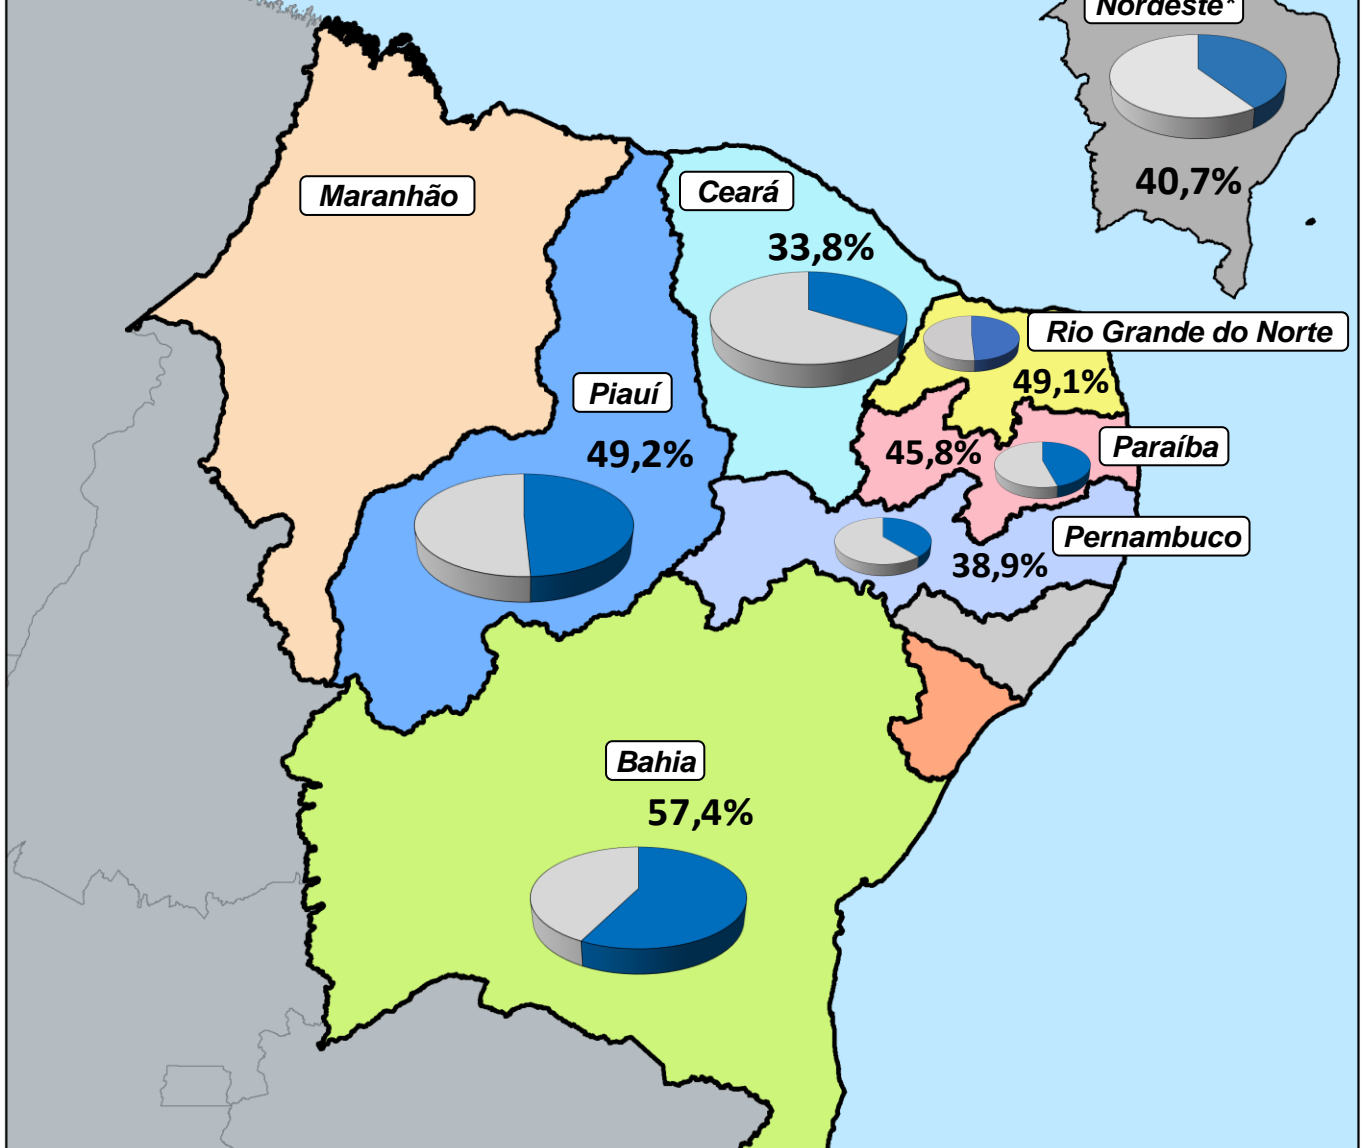 Nordeste*
40,7%
Maranhão
Ceará
33,8%
Rio Grande do Norte
49,1%
Piauí
49,2%
Paraíba
45,8%
Pernambuco
38,9%
Bahia
57,4%